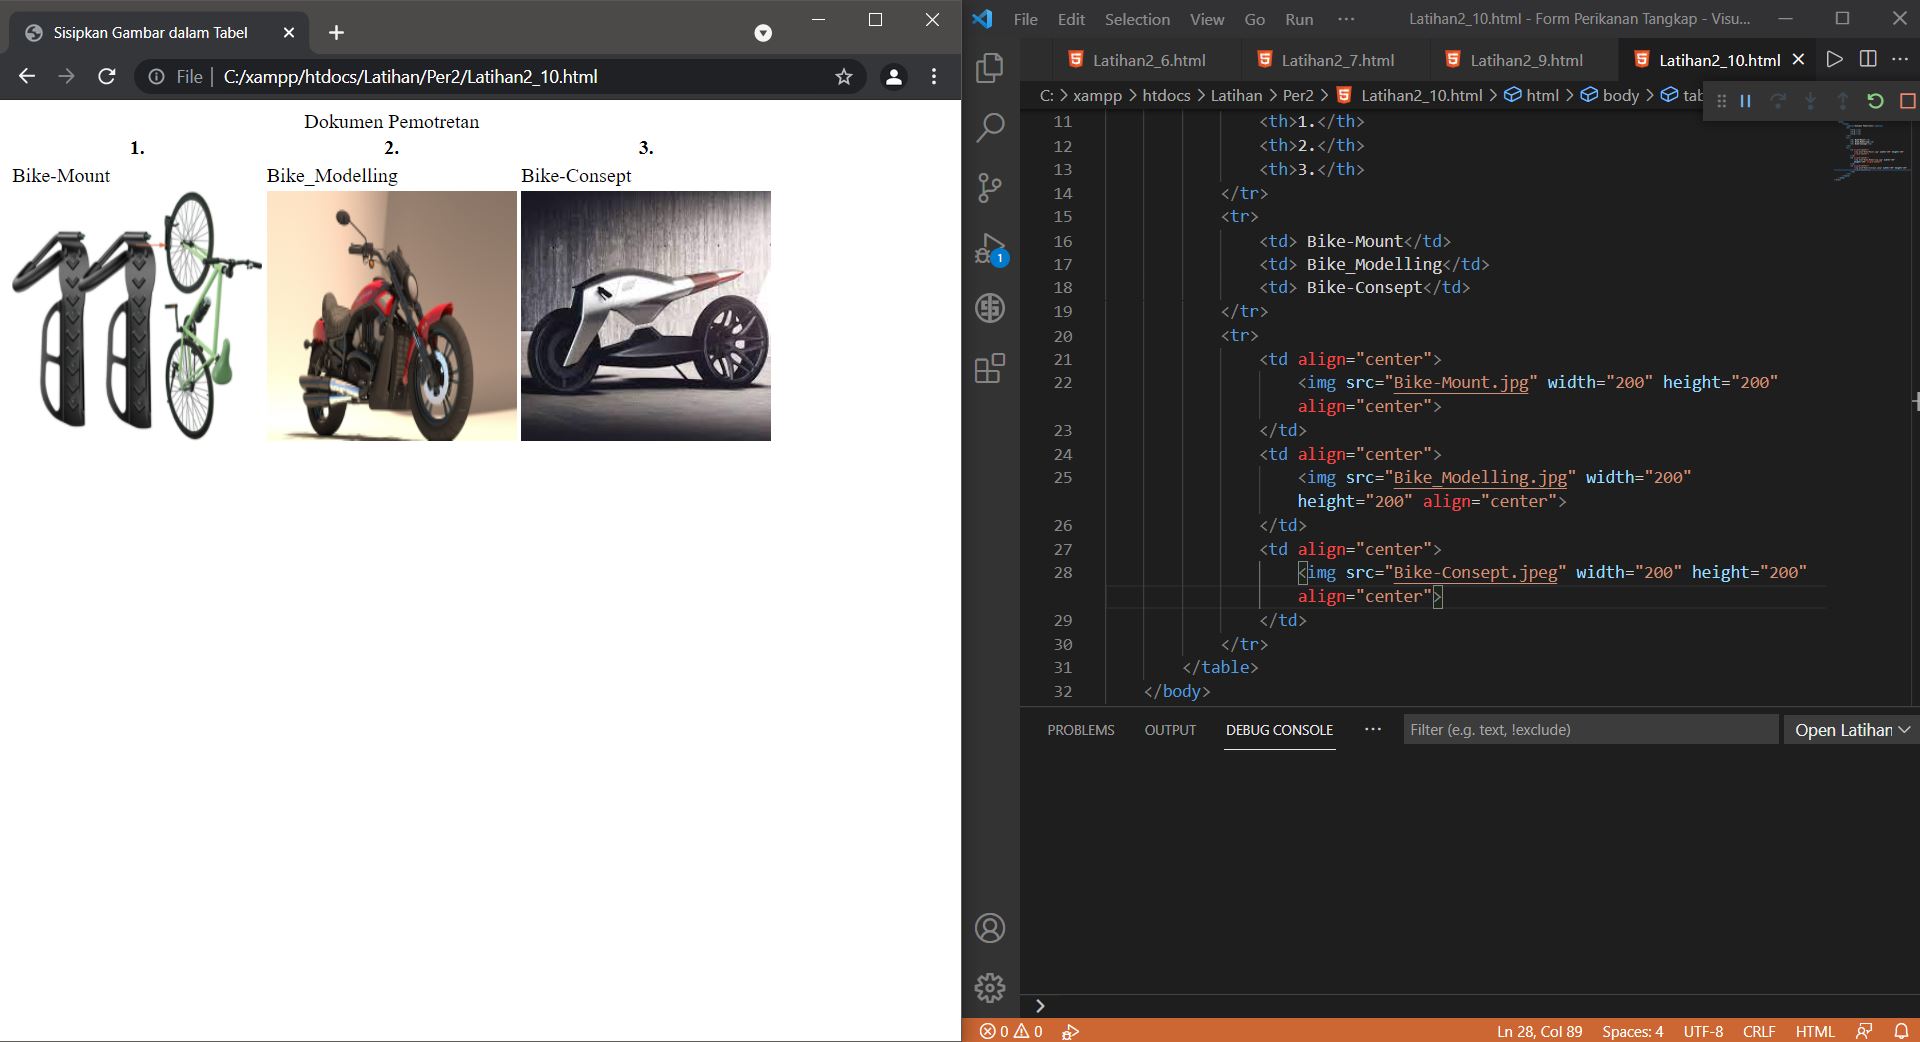 Sisipkan Gambar dalam Tabel
File
C:/xampp/htdocs/Latihan/Per2/Latihan2_10.html
Dokumen Pemotretan
1. 2. 3.
Bike-Mount Bike_Modelling Bike-Consept
File Edit Selection View Go Run ··· Latihan2_10.html - Form Perikanan Tangkap - Visu...
Latihan2_6.html Latihan2_7.html Latihan2_9.html Latihan2_10.html
C: > xampp > htdocs > Latihan > Per2 > Latihan2_10.html > html > body > tab
11 <th>1.</th>
12 <th>2.</th>
13 <th>3.</th>
14 </tr>
15 <tr>
16 <td> Bike-Mount</td>
17 <td> Bike_Modelling</td>
18 <td> Bike-Consept</td>
19 </tr>
20 <tr>
21 <td align="center">
22 <img src="Bike-Mount.jpg" width="200" height="200"
align="center">
23 </td>
24 <td align="center">
25 <img src="Bike_Modelling.jpg" width="200"
height="200" align="center">
26 </td>
27 <td align="center">
28 <img src="Bike-Consept.jpeg" width="200" height="200"
align="center">
29 </td>
30 </tr>
31 </table>
32 </body>
1
PROBLEMS OUTPUT DEBUG CONSOLE ··· Filter (e.g. text, !exclude) Open Latihan
0 0 Ln 28, Col 89 Spaces: 4 UTF-8 CRLF HTML